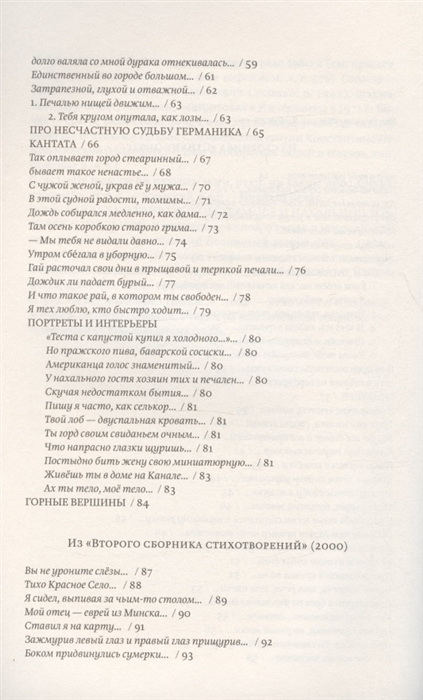 долго валяла со мной дурака отнекивалась... / 59
Единственный во городе большом... / 61
Затрапезной, глухой и отважной... / 62
1. Печалью нищей движим... / 63
2. Тебя кругом опутала, как лозы... / 63
ПРО НЕСЧАСТНУЮ СУДЬБУ ГЕРМАНИКА / 65
КАНТАТА / 66
Так оплывает город стеаринный... / 67
бывает такое ненастье... / 68
С чужой женой, украв её у мужа... / 70
В этой судной радости, томимы... / 71
Дождь собирался медленно, как дама... / 72
Там осень коробкою старого грима... / 73
— Мы тебя не видали давно... / 74
Утром сбегала в уборную... / 75
Гай расточал свои дни в прыщавой и терпкой печали... / 76
Дождик ли падает бурый... / 77
И что такое рай, в котором ты свободен... / 78
Я тех люблю, кто быстро ходит... / 79
ПОРТРЕТЫ И ИНТЕРЬЕРЫ
«Теста с капустой купил я холодного...»... / 80
Но пражского пива, баварской сосиски... / 80
Американца голос знаменитый... / 80
У нахального гостя хозяин тих и печален... / 80
Скучая недостатком бытия... / 80
Пишу я часто, как селькор... / 81
Твой лоб — двуспальная кровать... / 81
Ты горд своим свиданьем очным... / 81
Что напрасно глазки щуришь... / 81
Постыдно бить жену свою миниатюрную... / 81
Живёшь ты в доме на Канале... / 83
Ах ты тело, моё тело... / 83
ГОРНЫЕ ВЕРШИНЫ / 84
Из «Второго сборника стихотворений» (2000)
Вы не уроните слёзы... / 87
Тихо Красное Село... / 88
Я сидел, выпивая за чьим-то столом... / 89
Мой отец — еврей из Минска... / 90
Ставил я на карту... / 91
Зажмурив левый глаз и правый глаз прищурив... / 92
Боком придвинулись сумерки... / 93